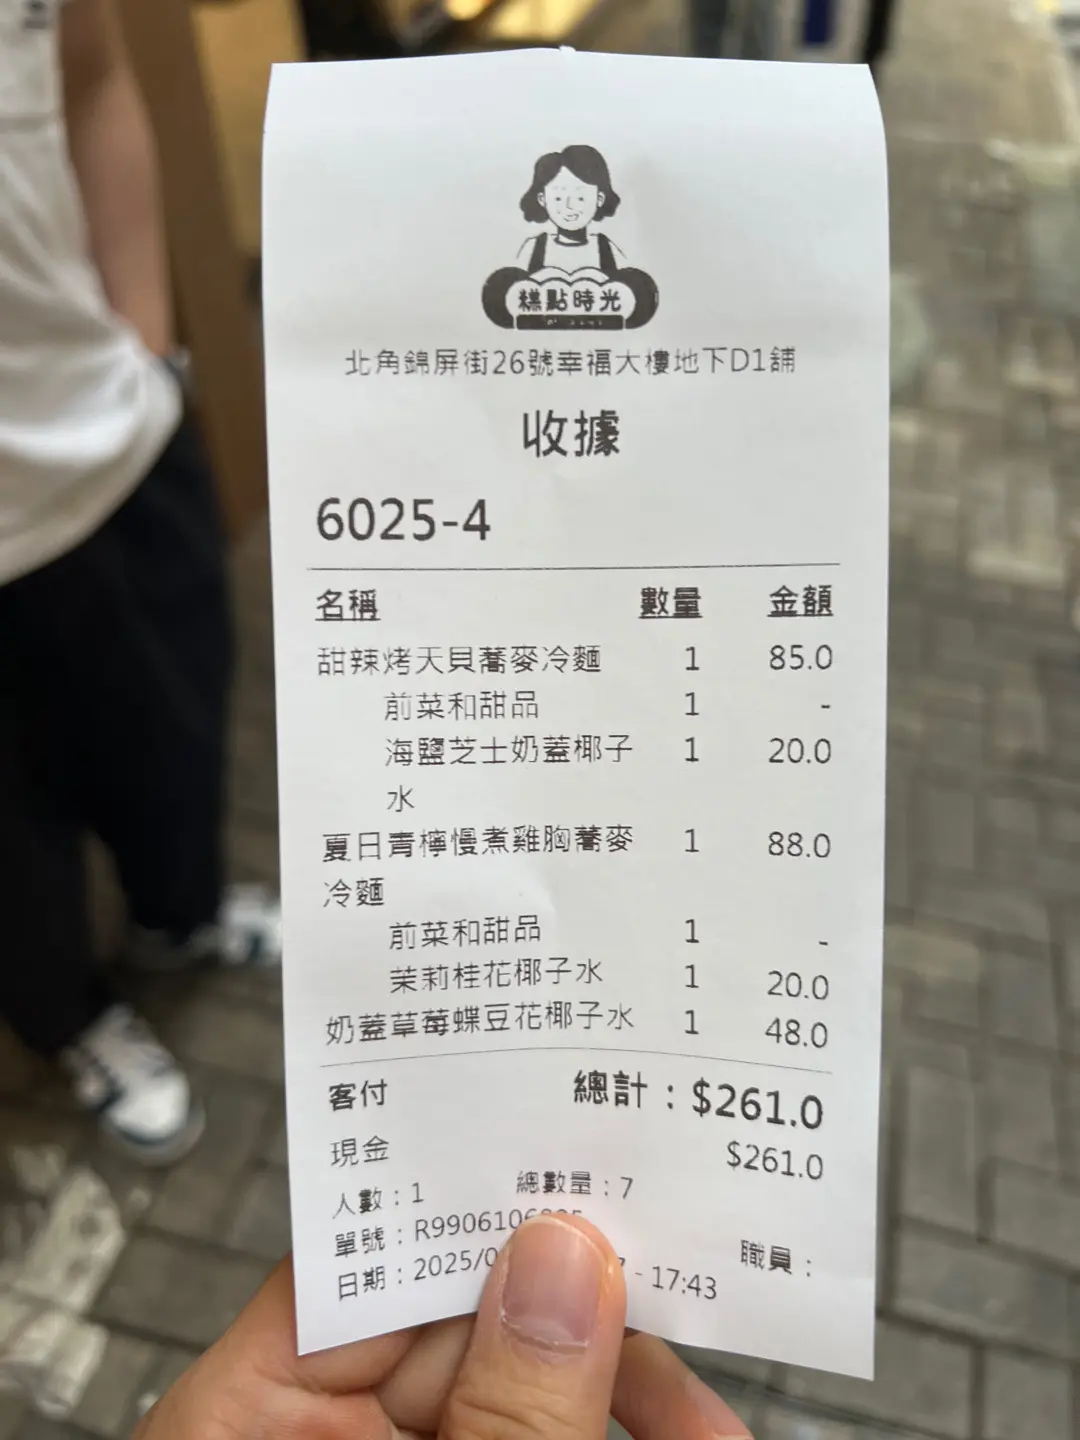 糕點時光
北角錦屏街26號幸福大樓地下D1舖
收據
6025-4
名稱 數量 金額
甜辣烤天貝蕎麥冷麵 1 85.0
前菜和甜品 1 -
海鹽芝士奶蓋椰子 1 20.0
水
夏日青檸慢煮雞胸蕎麥 1 88.0
冷麵
前菜和甜品 1 -
茉莉桂花椰子水 1 20.0
奶蓋草莓蝶豆花椰子水 1 48.0
客付 總計：$261.0
現金 $261.0
人數：1 總數量：7
單號：R9906106 職員：
日期：2025/0 - 17:43